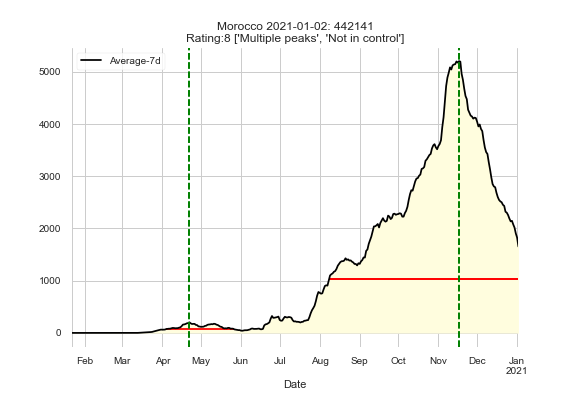 Morocco 2021-01-02: 442141
Rating:8 ['Multiple peaks', 'Not in control']
Average-7d
5000
4000
3000
2000
1000
0
Feb Mar Apr May Jun Jul Aug Sep Oct Nov Dec Jan
2021
Date